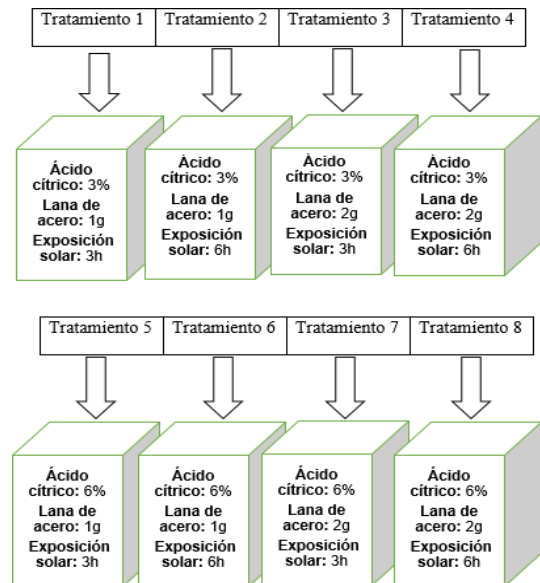 Tratamiento 1 Tratamiento 2 Tratamiento 3 Tratamiento 4
Ácido
cítrico: 3%
Lana de
acero: 1g
Exposición
solar: 3h
Ácido
cítrico: 3%
Lana de
acero: 1g
Exposición
solar: 6h
Ácido
cítrico: 3%
Lana de
acero: 2g
Exposición
solar: 3h
Ácido
cítrico: 3%
Lana de
acero: 2g
Exposición
solar: 6h
Tratamiento 5 Tratamiento 6 Tratamiento 7 Tratamiento 8
Ácido
cítrico: 6%
Lana de
acero: 1g
Exposición
solar: 3h
Ácido
cítrico: 6%
Lana de
acero: 1g
Exposición
solar: 6h
Ácido
cítrico: 6%
Lana de
acero: 2g
Exposición
solar: 3h
Ácido
cítrico: 6%
Lana de
acero: 2g
Exposición
solar: 6h